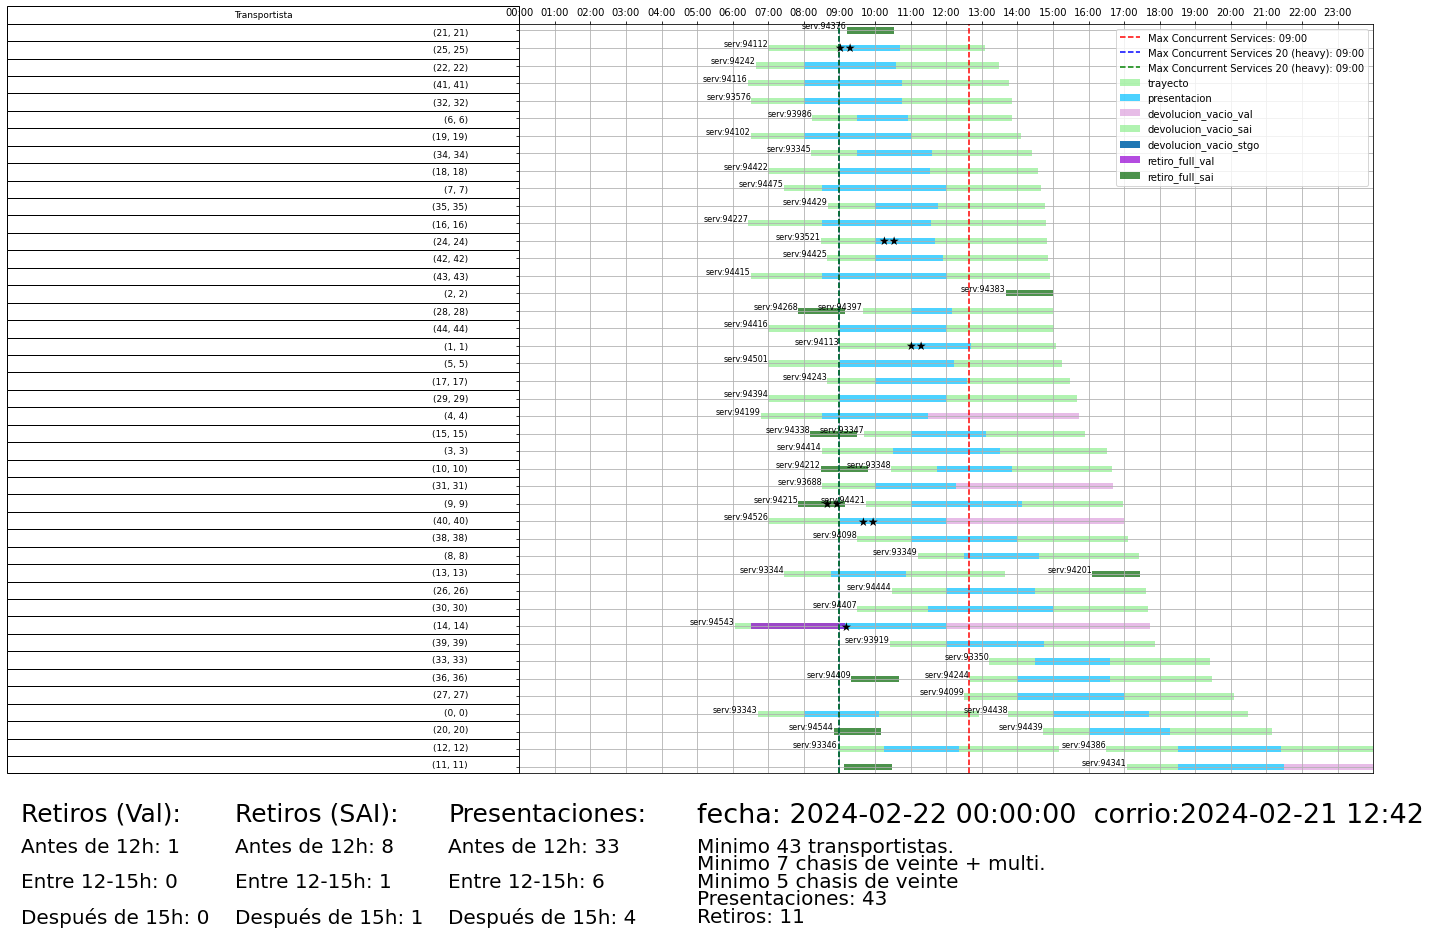 Transportista
00:00 01:00 02:00 03:00 04:00 05:00 06:00 07:00 08:00 09:00 10:00 11:00 12:00 13:00 14:00 15:00 16:00 17:00 18:00 19:00 20:00 21:00 22:00 23:00
(21, 21) serv:94376
(25, 25) serv:94112
(22, 22) serv:94242
(41, 41) serv:94116
(32, 32) serv:93576
(6, 6) serv:93986
(19, 19) serv:94102
(34, 34) serv:93345
(18, 18) serv:94422
(7, 7) serv:94475
(35, 35) serv:94429
(16, 16) serv:94227
(24, 24) serv:93521
(42, 42) serv:94425
(43, 43) serv:94415
(2, 2) serv:94383
(28, 28) serv:94268 serv:94397
(44, 44) serv:94416
(1, 1) serv:94113
(5, 5) serv:94501
(17, 17) serv:94243
(29, 29) serv:94394
(4, 4) serv:94199
(15, 15) serv:94338 serv:93347
(3, 3) serv:94414
(10, 10) serv:94212 serv:93348
(31, 31) serv:93688
(9, 9) serv:94215 serv:94421
(40, 40) serv:94526
(38, 38) serv:94098
(8, 8) serv:93349
(13, 13) serv:93344 serv:94201
(26, 26) serv:94444
(30, 30) serv:94407
(14, 14) serv:94543
(39, 39) serv:93919
(33, 33) serv:93350
(36, 36) serv:94409 serv:94244
(27, 27) serv:94099
(0, 0) serv:93343 serv:94438
(20, 20) serv:94544 serv:94439
(12, 12) serv:93346 serv:94386
(11, 11) serv:94341
Max Concurrent Services: 09:00
Max Concurrent Services 20 (heavy): 09:00
Max Concurrent Services 20 (heavy): 09:00
trayecto
presentacion
devolucion_vacio_val
devolucion_vacio_sai
devolucion_vacio_stgo
retiro_full_val
retiro_full_sai
Retiros (Val):
Antes de 12h: 1
Entre 12-15h: 0
Después de 15h: 0
Retiros (SAI):
Antes de 12h: 8
Entre 12-15h: 1
Después de 15h: 1
Presentaciones:
Antes de 12h: 33
Entre 12-15h: 6
Después de 15h: 4
fecha: 2024-02-22 00:00:00 corrio:2024-02-21 12:42
Minimo 43 transportistas.
Minimo 7 chasis de veinte + multi.
Minimo 5 chasis de veinte
Presentaciones: 43
Retiros: 11